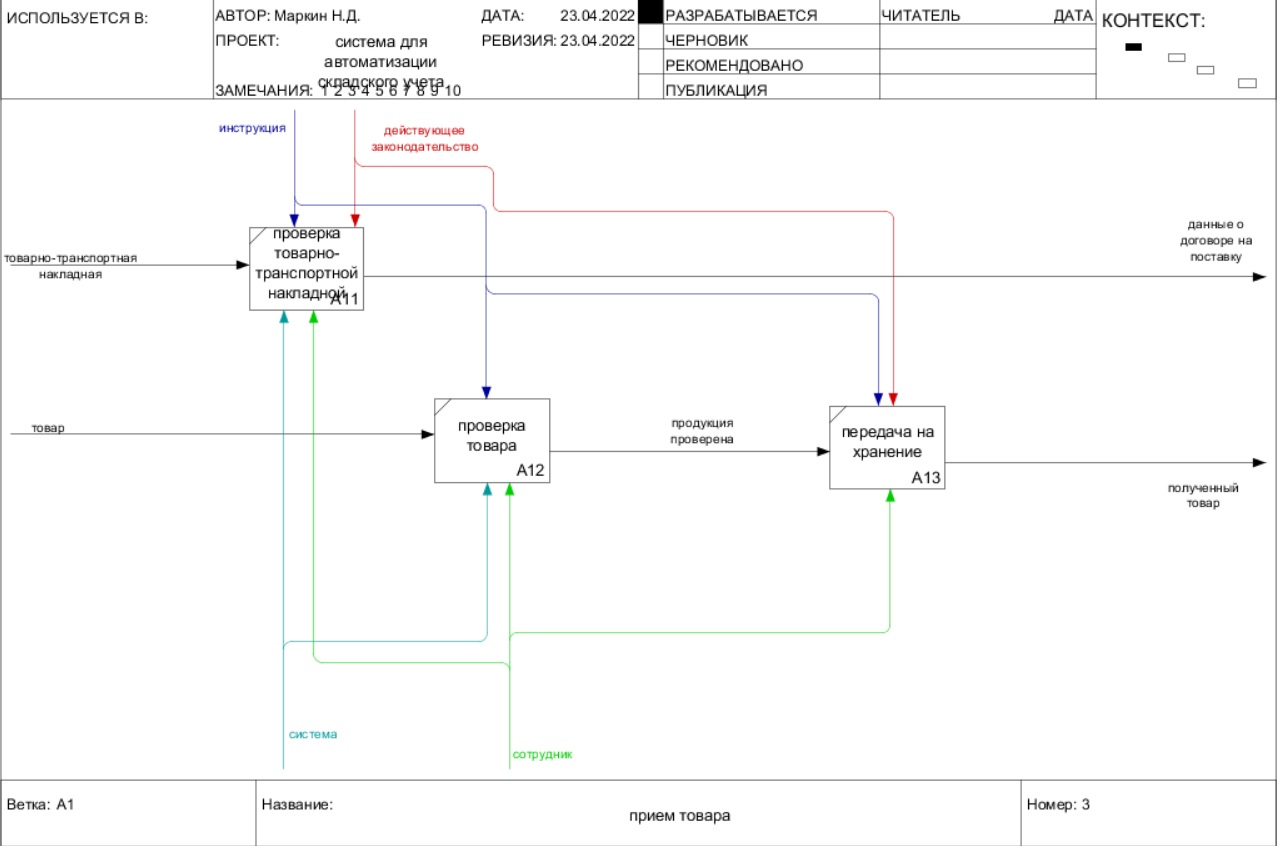 ИСПОЛЬЗУЕТСЯ В:
АВТОР: Маркин Н.Д.
ДАТА: 23.04.2022
ПРОЕКТ: система для
автоматизации
складского учета
РЕВИЗИЯ: 23.04.2022
ЗАМЕЧАНИЯ: 1 2 3 4 5 6 7 8 9 10
РАЗРАБАТЫВАЕТСЯ
ЧЕРНОВИК
РЕКОМЕНДОВАНО
ПУБЛИКАЦИЯ
ЧИТАТЕЛЬ ДАТА
КОНТЕКСТ:
инструкция
действующее
законодательство
товарно-транспортная
накладная
проверка
товарно-
транспортной
накладной
A11
данные о
договоре на
поставку
товар
проверка
товара
A12
продукция
проверена
передача на
хранение
A13
полученный
товар
система
сотрудник
Ветка: A1
Название:
прием товара
Номер: 3